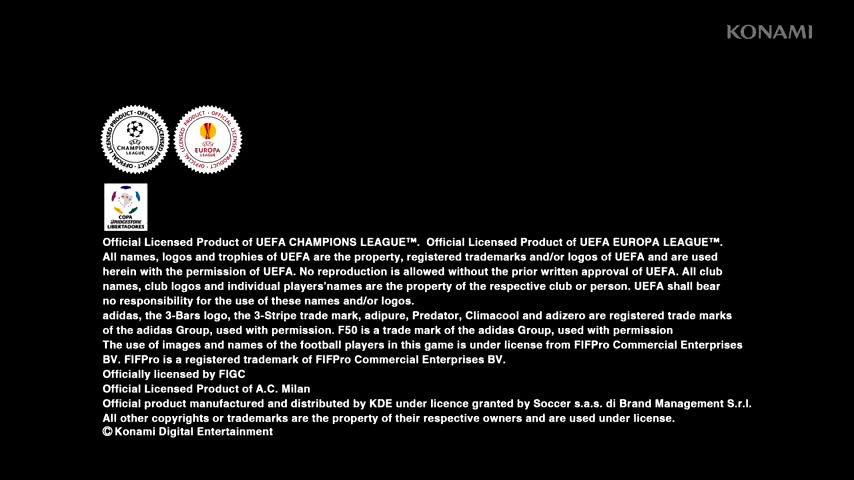 KONAMI
OFFICIAL LICENSED PRODUCT · OFFICIAL LICENSED PRODUCT ·
UEFA
CHAMPIONS
LEAGUE
OFFICIAL LICENSED PRODUCT · OFFICIAL LICENSED PRODUCT ·
UEFA
EUROPA
LEAGUE
COPA
BRIDGESTONE
LIBERTADORES
Official Licensed Product of UEFA CHAMPIONS LEAGUE™.  Official Licensed Product of UEFA EUROPA LEAGUE™.
All names, logos and trophies of UEFA are the property, registered trademarks and/or logos of UEFA and are used
herein with the permission of UEFA. No reproduction is allowed without the prior written approval of UEFA. All club
names, club logos and individual players'names are the property of the respective club or person. UEFA shall bear
no responsibility for the use of these names and/or logos.
adidas, the 3-Bars logo, the 3-Stripe trade mark, adipure, Predator, Climacool and adizero are registered trade marks
of the adidas Group, used with permission. F50 is a trade mark of the adidas Group, used with permission
The use of images and names of the football players in this game is under license from FIFPro Commercial Enterprises
BV. FIFPro is a registered trademark of FIFPro Commercial Enterprises BV.
Officially licensed by FIGC
Official Licensed Product of A.C. Milan
Official product manufactured and distributed by KDE under licence granted by Soccer s.a.s. di Brand Management S.r.l.
All other copyrights or trademarks are the property of their respective owners and are used under license.
©Konami Digital Entertainment